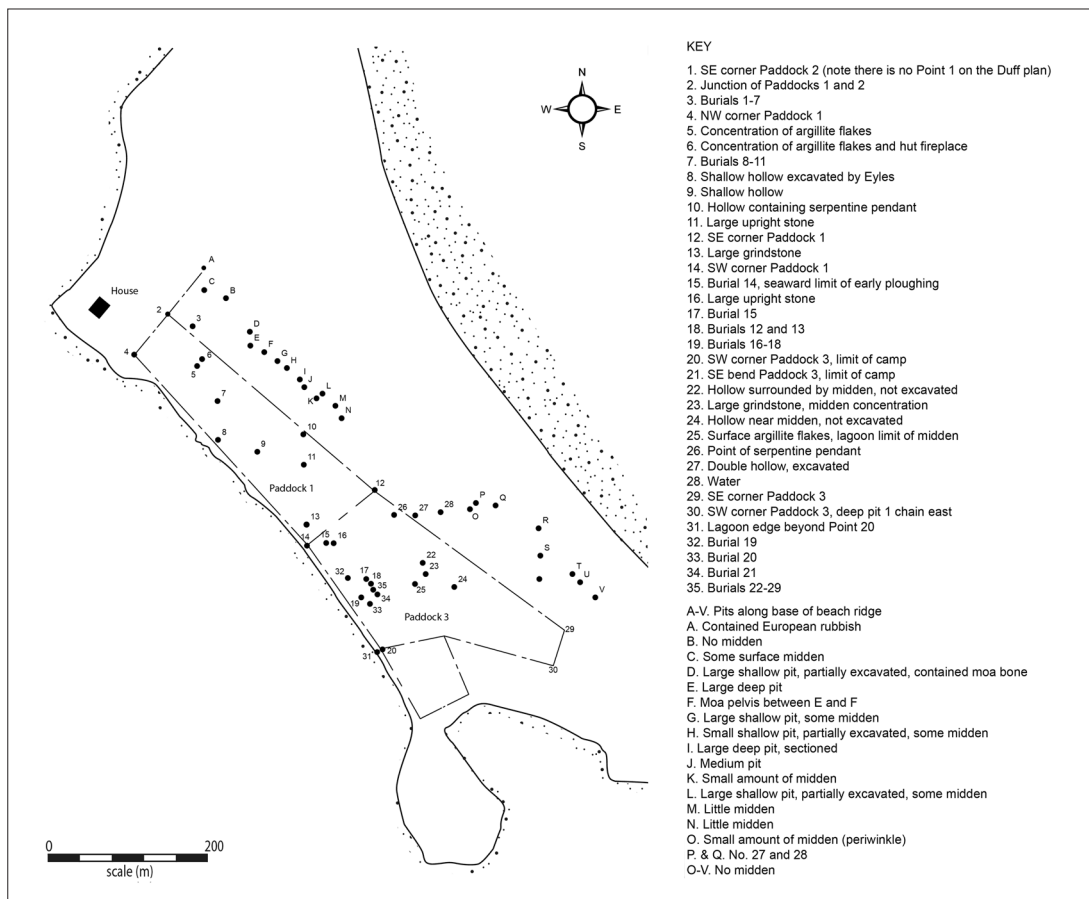 N
W
E
S
A
C
B
House
2
3
D
E
F
G
H
4
6
5
I
J
L
K
M
N
7
8
9
10
11
Paddock 1
12
P
Q
O
26
27
28
R
13
14
15
16
S
22
23
T
U
V
32
17
18
35
25
24
19
34
33
Paddock 3
29
31
20
30
0
200
scale (m)
KEY
1. SE corner Paddock 2 (note there is no Point 1 on the Duff plan)
2. Junction of Paddocks 1 and 2
3. Burials 1-7
4. NW corner Paddock 1
5. Concentration of argillite flakes
6. Concentration of argillite flakes and hut fireplace
7. Burials 8-11
8. Shallow hollow excavated by Eyles
9. Shallow hollow
10. Hollow containing serpentine pendant
11. Large upright stone
12. SE corner Paddock 1
13. Large grindstone
14. SW corner Paddock 1
15. Burial 14, seaward limit of early ploughing
16. Large upright stone
17. Burial 15
18. Burials 12 and 13
19. Burials 16-18
20. SW corner Paddock 3, limit of camp
21. SE bend Paddock 3, limit of camp
22. Hollow surrounded by midden, not excavated
23. Large grindstone, midden concentration
24. Hollow near midden, not excavated
25. Surface argillite flakes, lagoon limit of midden
26. Point of serpentine pendant
27. Double hollow, excavated
28. Water
29. SE corner Paddock 3
30. SW corner Paddock 3, deep pit 1 chain east
31. Lagoon edge beyond Point 20
32. Burial 19
33. Burial 20
34. Burial 21
35. Burials 22-29
A-V. Pits along base of beach ridge
A. Contained European rubbish
B. No midden
C. Some surface midden
D. Large shallow pit, partially excavated, contained moa bone
E. Large deep pit
F. Moa pelvis between E and F
G. Large shallow pit, some midden
H. Small shallow pit, partially excavated, some midden
I. Large deep pit, sectioned
J. Medium pit
K. Small amount of midden
L. Large shallow pit, partially excavated, some midden
M. Little midden
N. Little midden
O. Small amount of midden (periwinkle)
P. & Q. No. 27 and 28
O-V. No midden